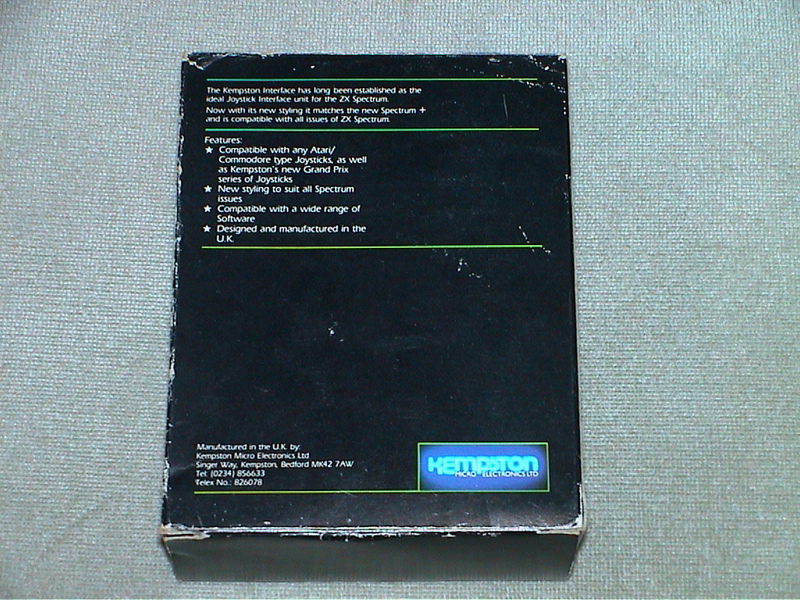 The Kempston Interface has long been established as the
ideal Joystick Interface unit for the ZX Spectrum.
Now with its new styling it matches the new Spectrum +
and is compatible with all issues of ZX Spectrum.
Features:
★ Compatible with any Atari/
Commodore type Joysticks, as well
as Kempston's new Grand Prix
series of Joysticks
★ New styling to suit all Spectrum
issues
★ Compatible with a wide range of
Software
★ Designed and manufactured in the
U.K.
Manufactured in the U.K. by:
Kempston Micro Electronics Ltd
Singer Way, Kempston, Bedford MK42 7AW
Tel: (0234) 856633
Telex No.: 826078
KEMPSTON
MICRO ELECTRONICS LTD